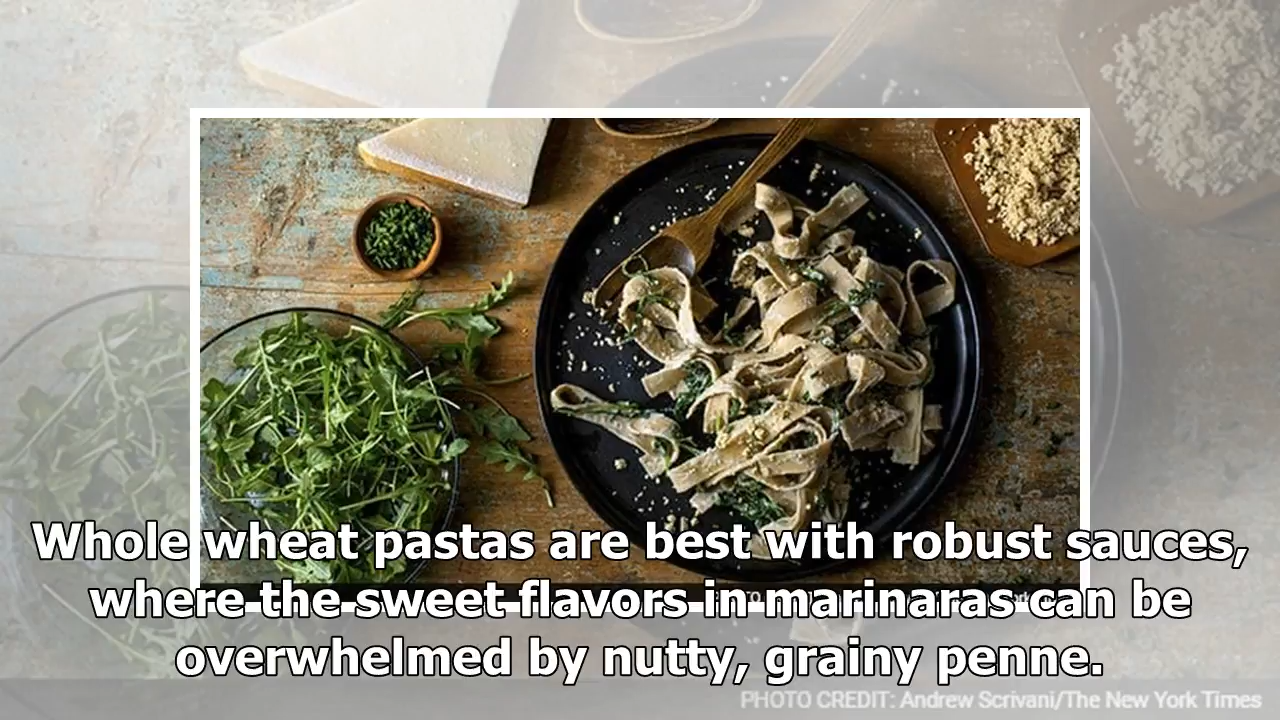 Whole wheat pastas are best with robust sauces,
where the sweet flavors in marinaras can be
overwhelmed by nutty, grainy penne.
PHOTO CREDIT: Andrew Scrivani/The New York Times